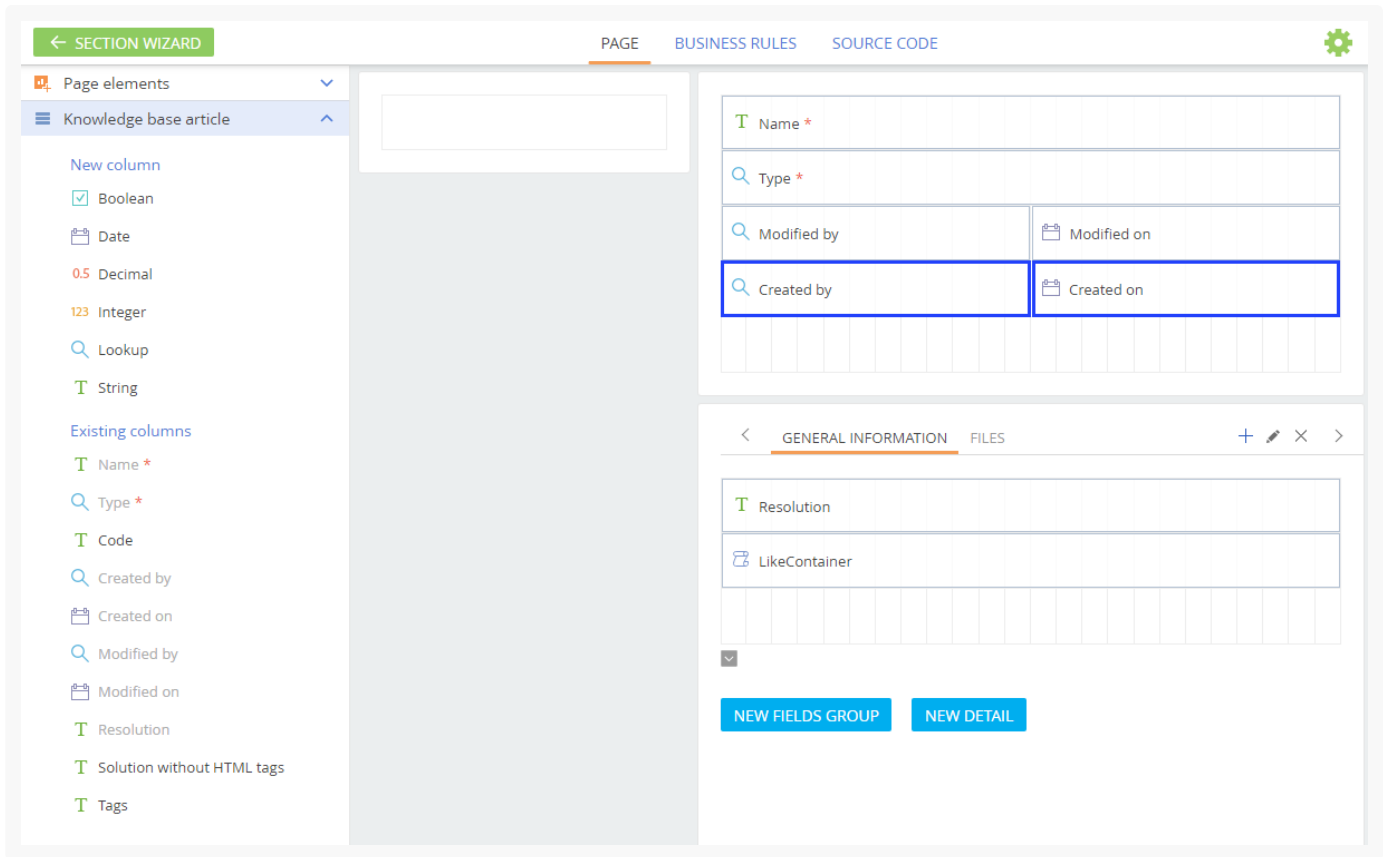 SECTION WIZARD
PAGE
BUSINESS RULES
SOURCE CODE
Page elements
Knowledge base article
New column
Boolean
Date
0.5 Decimal
123 Integer
Lookup
T String
Existing columns
T Name *
Type *
T Code
Created by
Created on
Modified by
Modified on
T Resolution
T Solution without HTML tags
T Tags
T Name *
Type *
Modified by
Modified on
Created by
Created on
GENERAL INFORMATION
FILES
T Resolution
LikeContainer
NEW FIELDS GROUP
NEW DETAIL